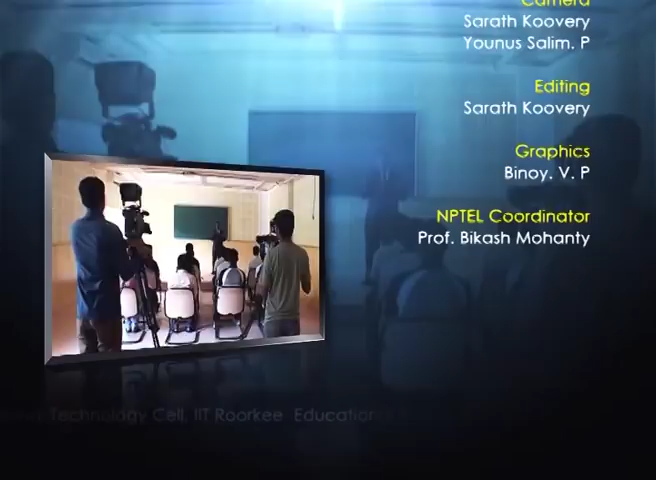 Camera
Sarath Koovery
Younus Salim. P
Editing
Sarath Koovery
Graphics
Binoy. V. P
NPTEL Coordinator
Prof. Bikash Mohanty
Technology Cell, IIT Roorkee Education